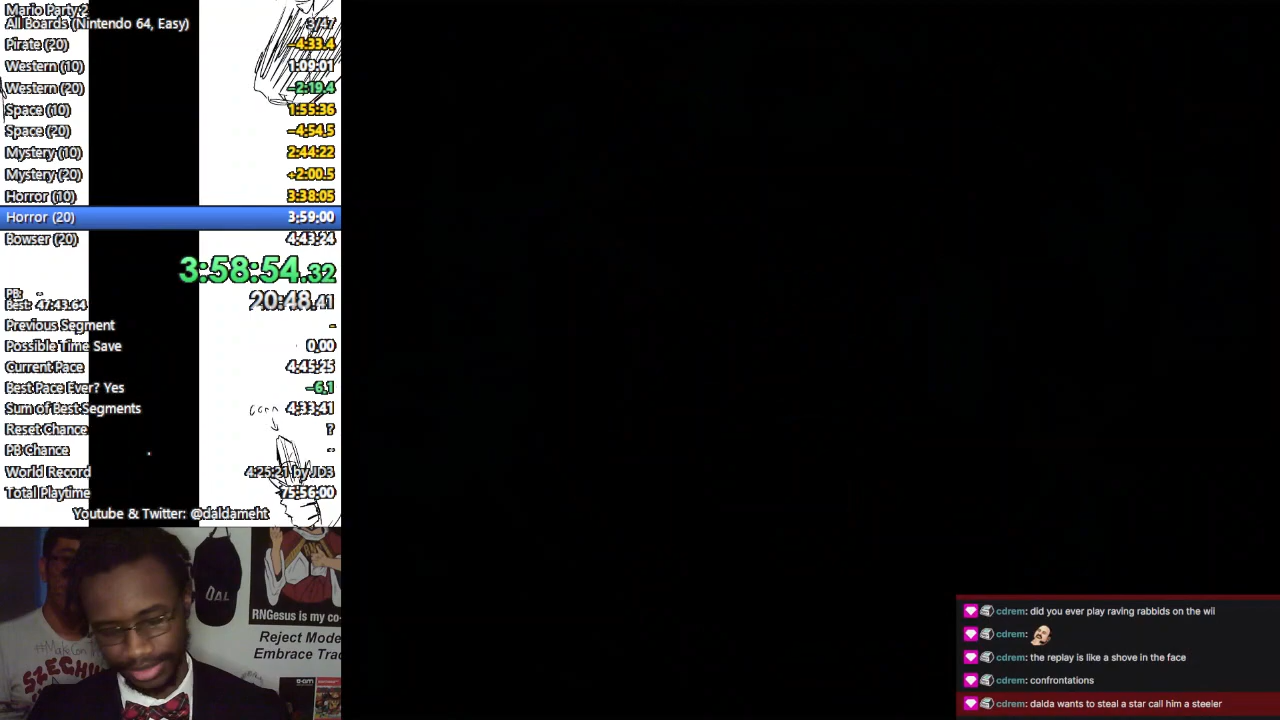 Mario Party 2
All Boards (Nintendo 64, Easy) 3/47
Pirate (20) -4:33.4
Western (10) 1:09:01
Western (20) -2:19.4
Space (10) 1:55:36
Space (20) -4:54.5
Mystery (10) 2:44:22
Mystery (20) +2:00.5
Horror (10) 3:38:05
Horror (20) 3:59:00
Bowser (20) 4:43:24
3:58:54.32
PB: -
Best: 47:43.64 20:48.41
Previous Segment -
Possible Time Save 0.00
Current Pace 4:45:25
Best Pace Ever? Yes -6.1
Sum of Best Segments 4:33:41
Reset Chance ?
PB Chance -
World Record 4:25:21 by JD3
Total Playtime 75:56:00
Youtube & Twitter: @daldameht
DAL
RNGesus is my co-
Reject Mode
Embrace Trad
cdrem: did you ever play raving rabbids on the wii
cdrem:
cdrem: the replay is like a shove in the face
cdrem: confrontations
cdrem: dalda wants to steal a star call him a steeler